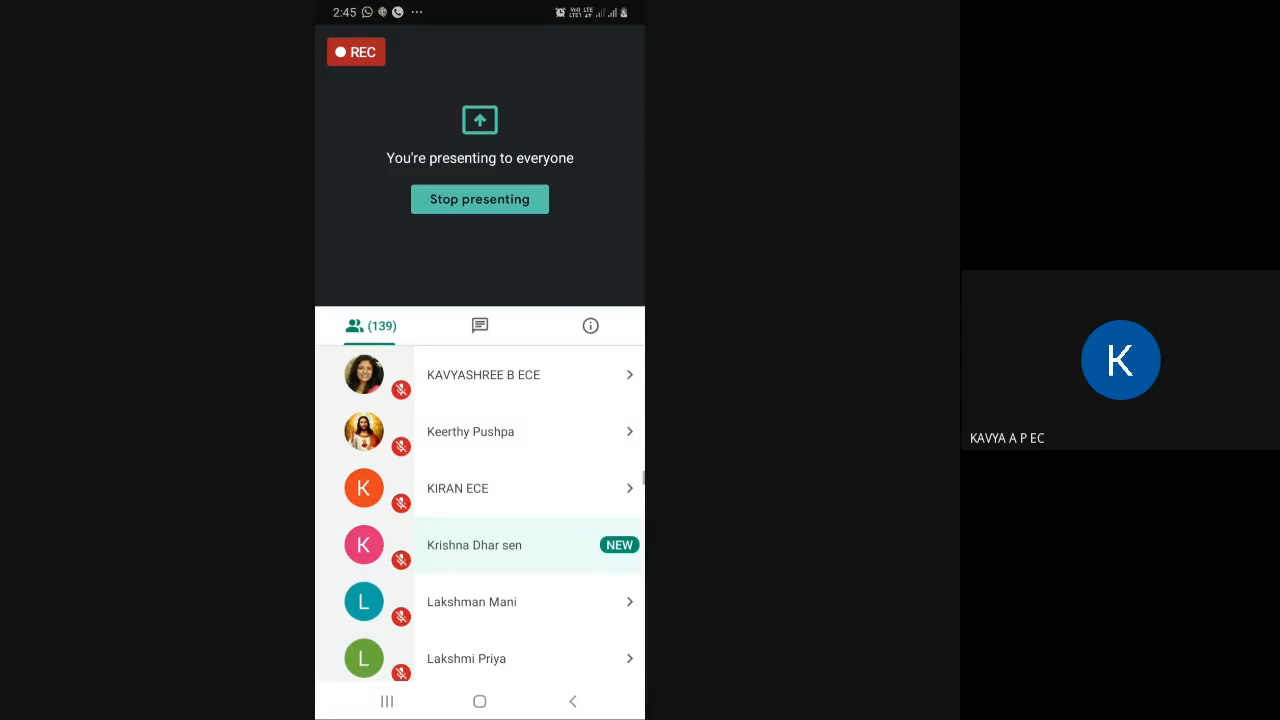 2:45
REC
You're presenting to everyone
Stop presenting
(139)
KAVYASHREE B ECE
Keerthy Pushpa
K KIRAN ECE
K Krishna Dhar sen NEW
L Lakshman Mani
L Lakshmi Priya
K
KAVYA A P EC